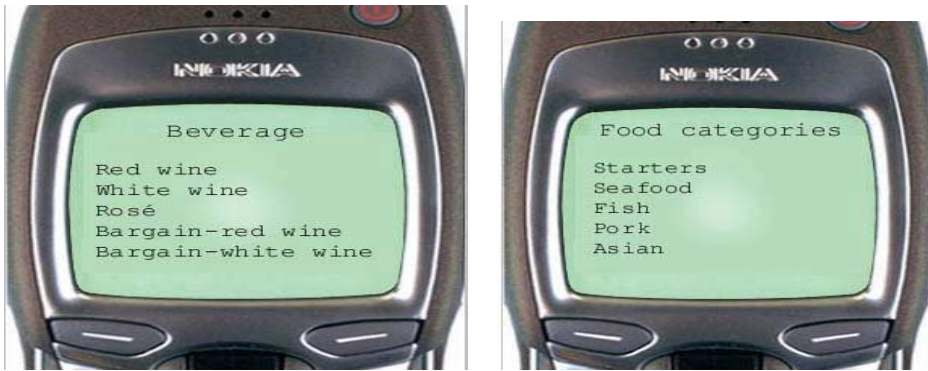 NOKIA
Beverage
Red wine
White wine
Rosé
Bargain-red wine
Bargain-white wine
NOKIA
Food categories
Starters
Seafood
Fish
Pork
Asian